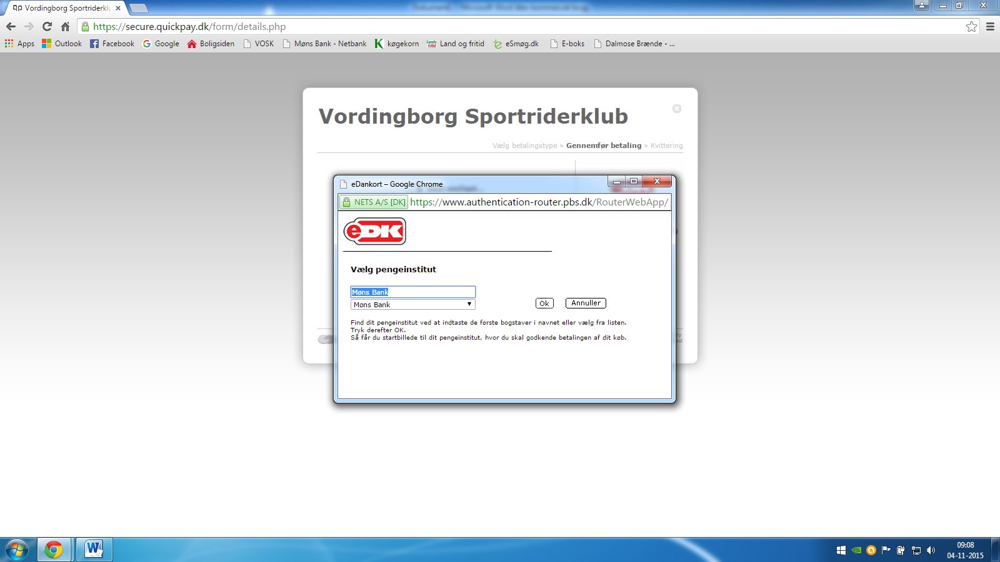 Vordingborg Sportriderklu
https://secure.quickpay.dk/form/details.php
Apps Outlook Facebook Google Boligsiden VOSK Møns Bank - Netbank køgekorn Land og fritid eSmøg.dk E-boks Dalmose Brænde - ...
Vordingborg Sportriderklub
Vælg betalingstype » Gennemfør betaling » Kvittering
eDankort – Google Chrome
NETS A/S [DK] https://www.authentication-router.pbs.dk/RouterWebApp/
eDK
Vælg pengeinstitut
Møns Bank
Møns Bank
Ok Annuller
Find dit pengeinstitut ved at indtaste de første bogstaver i navnet eller vælg fra listen.
Tryk derefter OK.
Så får du startbillede til dit pengeinstitut, hvor du skal godkende betalingen af dit køb.
09:08
04-11-2015